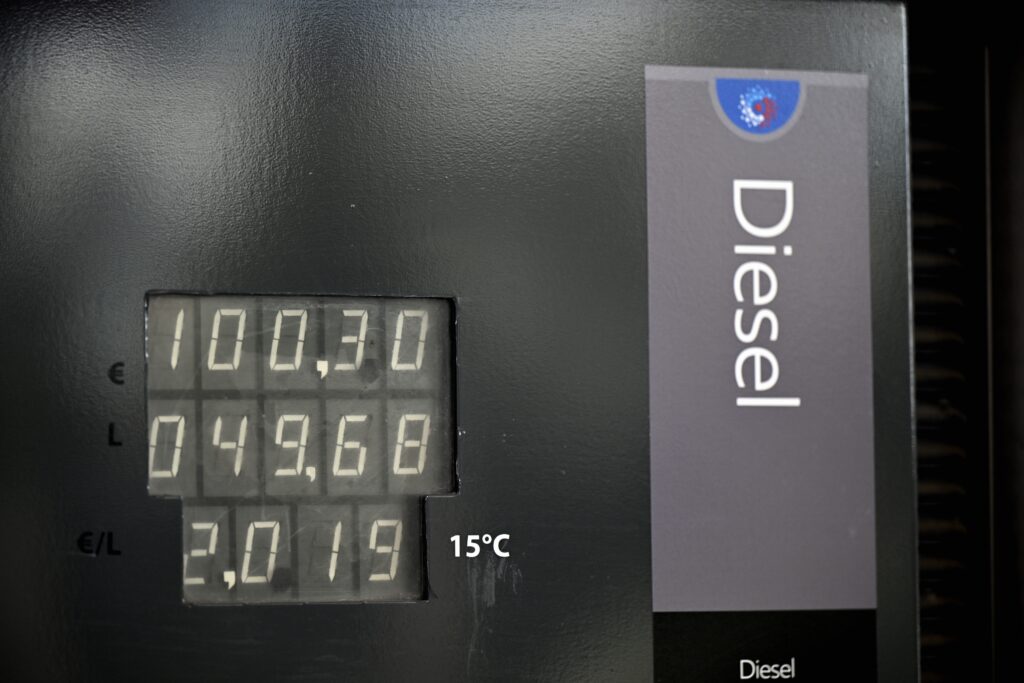 € 100,30
L 049,68
€/L 2,019 15°C
Diesel
Diesel